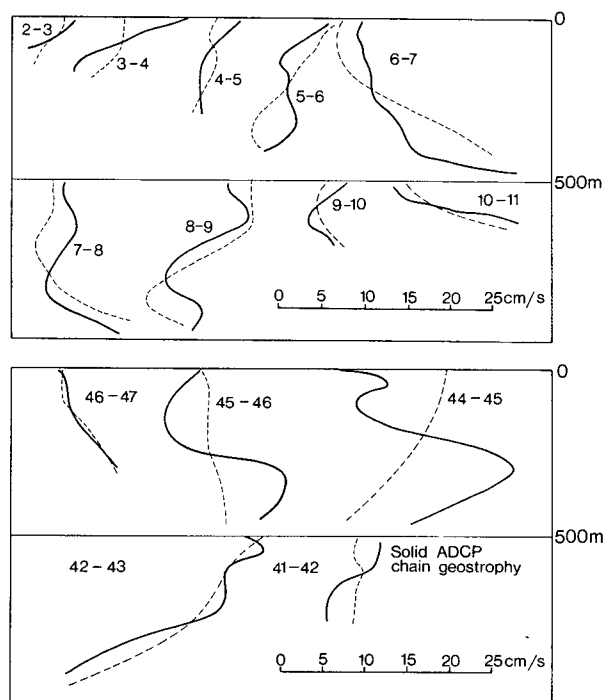 0
2-3
3-4
4-5
5-6
6-7
500m
7-8
8-9
9-10
10-11
0 5 10 15 20 25cm/s
0
46-47
45-46
44-45
500m
42-43
41-42
Solid ADCP
chain geostrophy
0 5 10 15 20 25cm/s